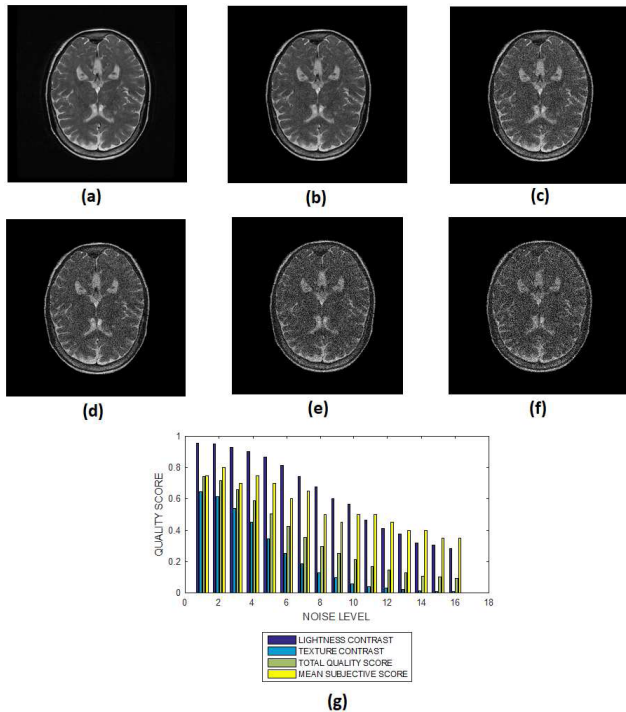 (a)
(b)
(c)
(d)
(e)
(f)
1
0.8
0.6
0.4
0.2
0
QUALITY SCORE
0 2 4 6 8 10 12 14 16 18
NOISE LEVEL
LIGHTNESS CONTRAST
TEXTURE CONTRAST
TOTAL QUALITY SCORE
MEAN SUBJECTIVE SCORE
(g)